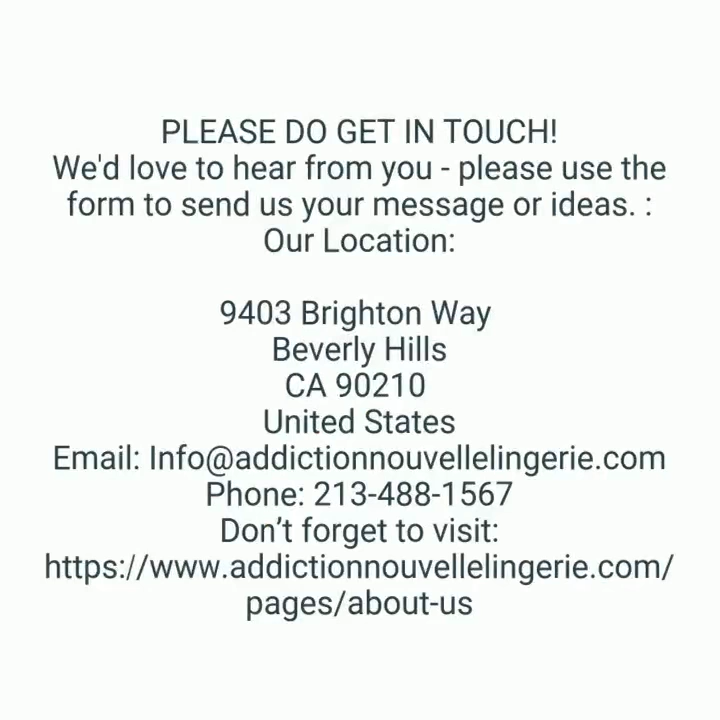 PLEASE DO GET IN TOUCH!
We'd love to hear from you - please use the
form to send us your message or ideas. :
Our Location:
9403 Brighton Way
Beverly Hills
CA 90210
United States
Email: Info@addictionnouvellelingerie.com
Phone: 213-488-1567
Don’t forget to visit:
https://www.addictionnouvellelingerie.com/
pages/about-us